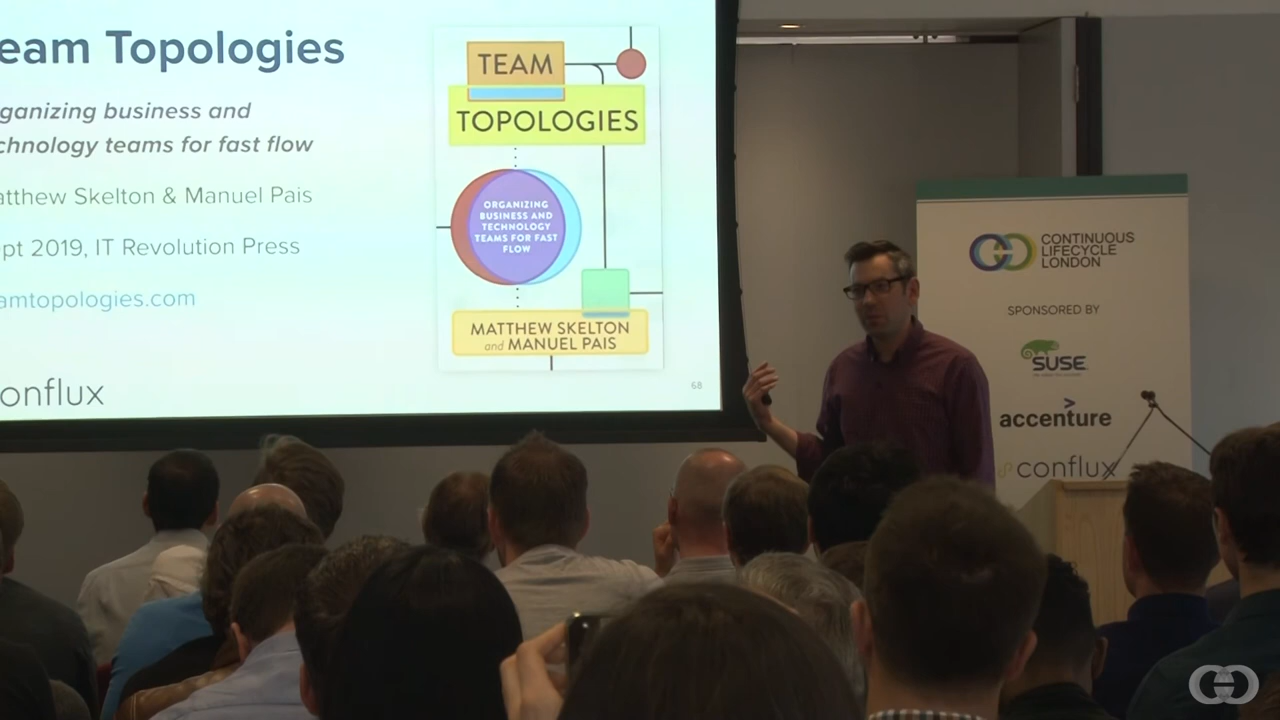 eam Topologies
ganizing business and
chnology teams for fast flow
atthew Skelton & Manuel Pais
pt 2019, IT Revolution Press
amtopologies.com
onflux
68
TEAM
TOPOLOGIES
ORGANIZING
BUSINESS AND
TECHNOLOGY
TEAMS FOR FAST
FLOW
MATTHEW SKELTON
and MANUEL PAIS
CONTINUOUS
LIFECYCLE
LONDON
SPONSORED BY
SUSE
accenture
conflux